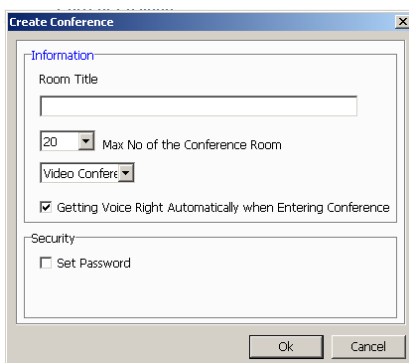 Create Conference
Information
Room Title
20 Max No of the Conference Room
Video Confere
Getting Voice Right Automatically when Entering Conference
Security
Set Password
Ok Cancel